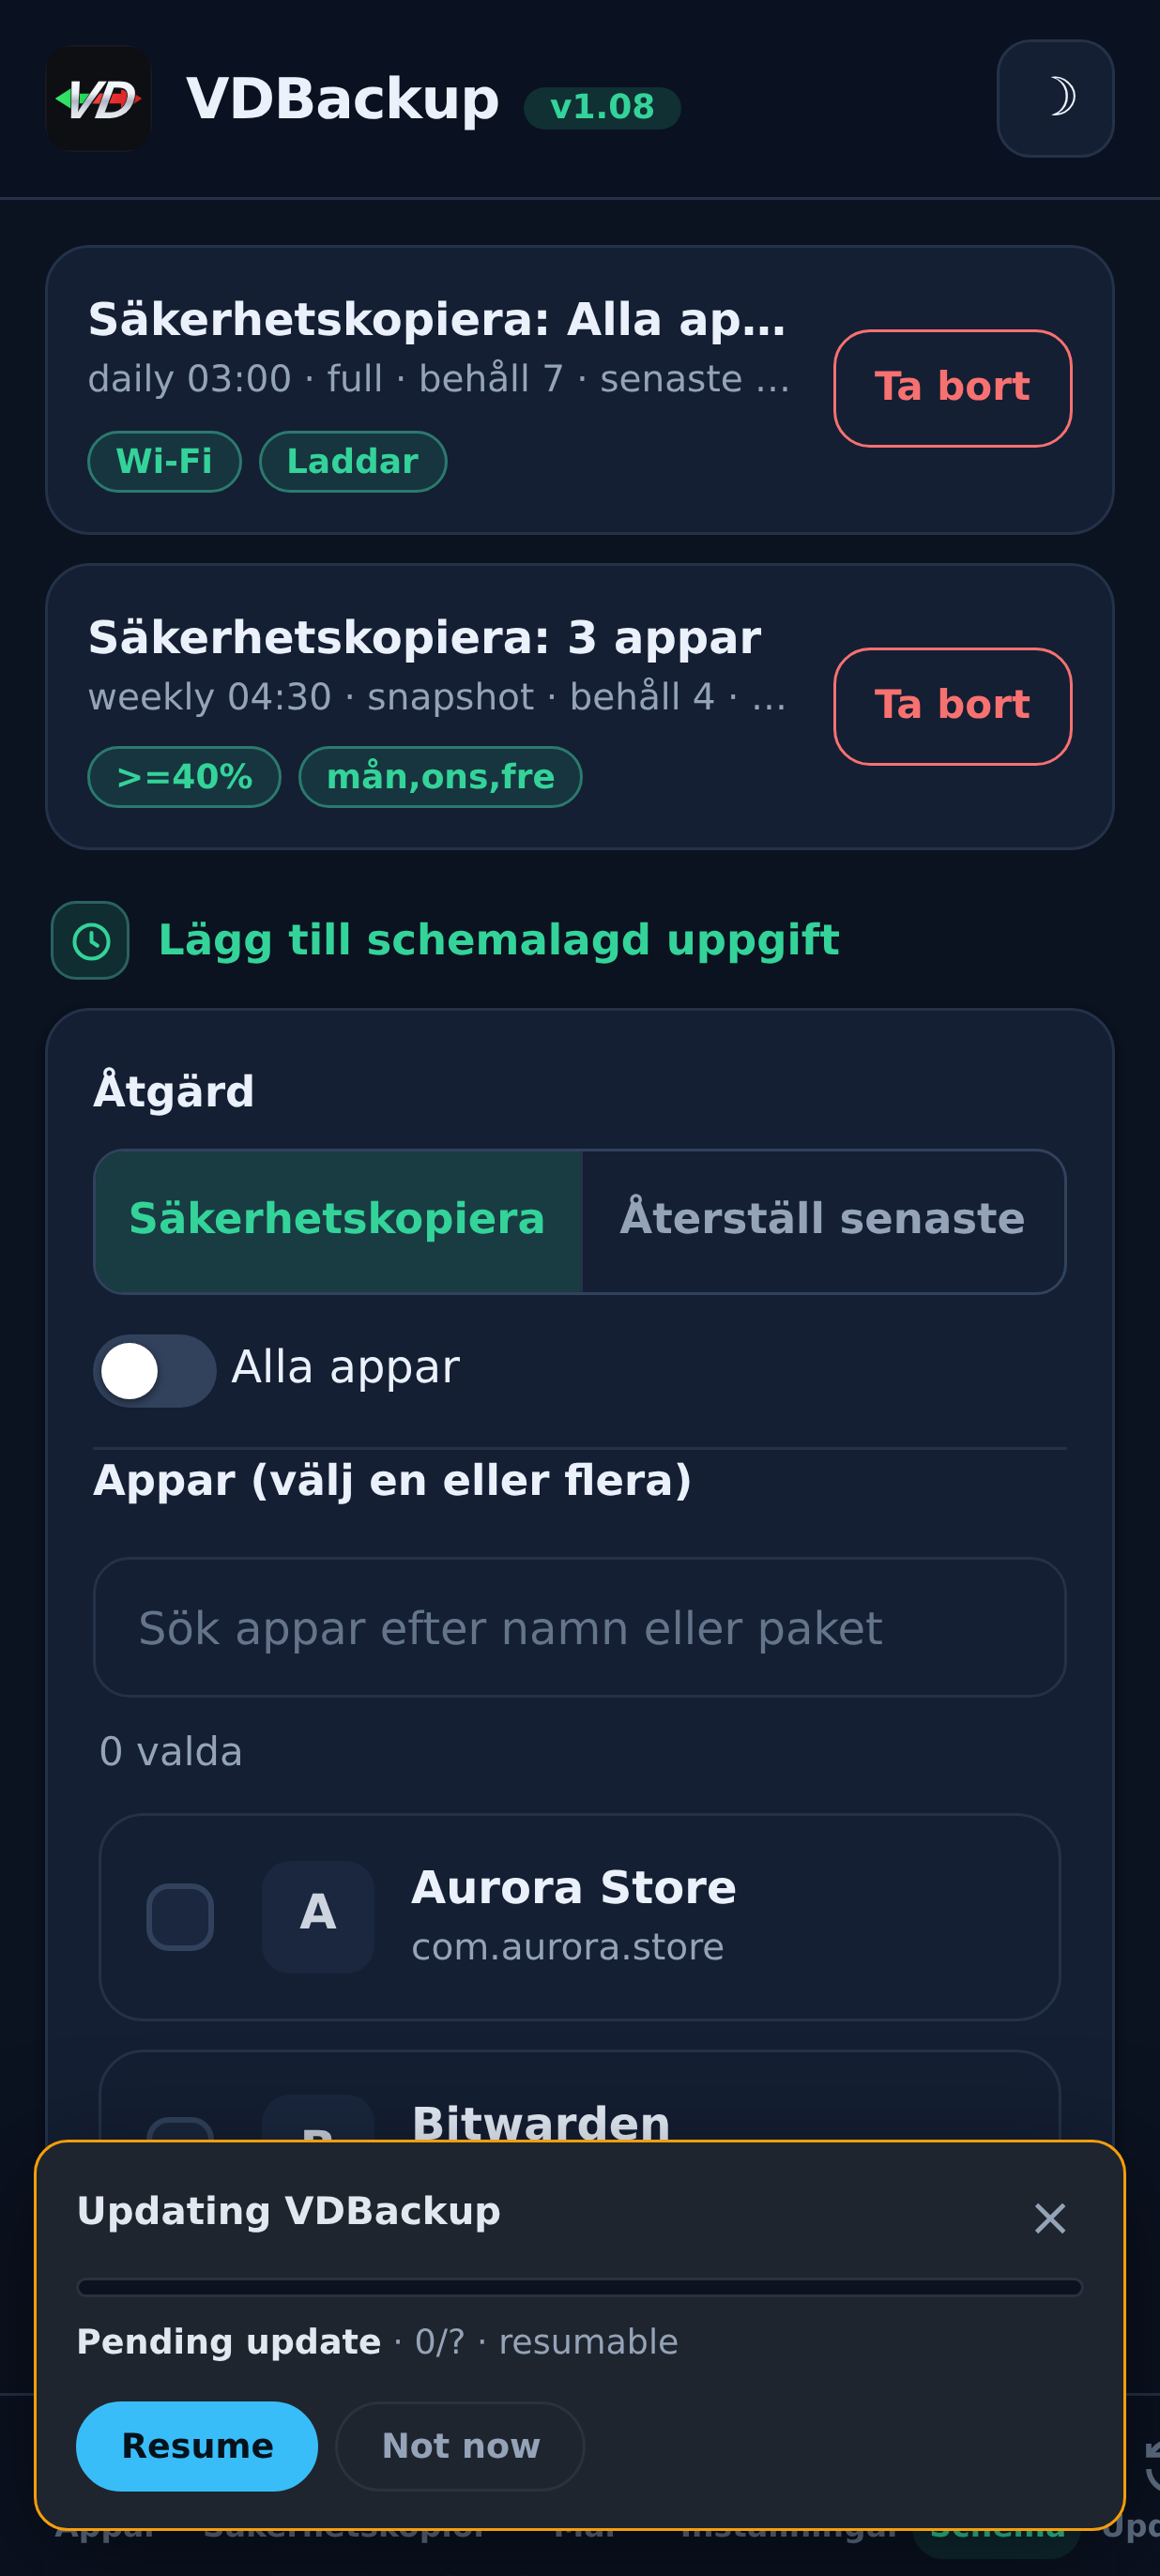 VD VDBackup v1.08
Säkerhetskopiera: Alla ap...
daily 03:00 · full · behåll 7 · senaste ...
Ta bort
Wi-Fi Laddar
Säkerhetskopiera: 3 appar
weekly 04:30 · snapshot · behåll 4 · ...
Ta bort
>=40% mån,ons,fre
Lägg till schemalagd uppgift
Åtgärd
Säkerhetskopiera Återställ senaste
Alla appar
Appar (välj en eller flera)
Sök appar efter namn eller paket
0 valda
A
Aurora Store
com.aurora.store
Bitwarden
Updating VDBackup
×
Pending update · 0/? · resumable
Resume Not now